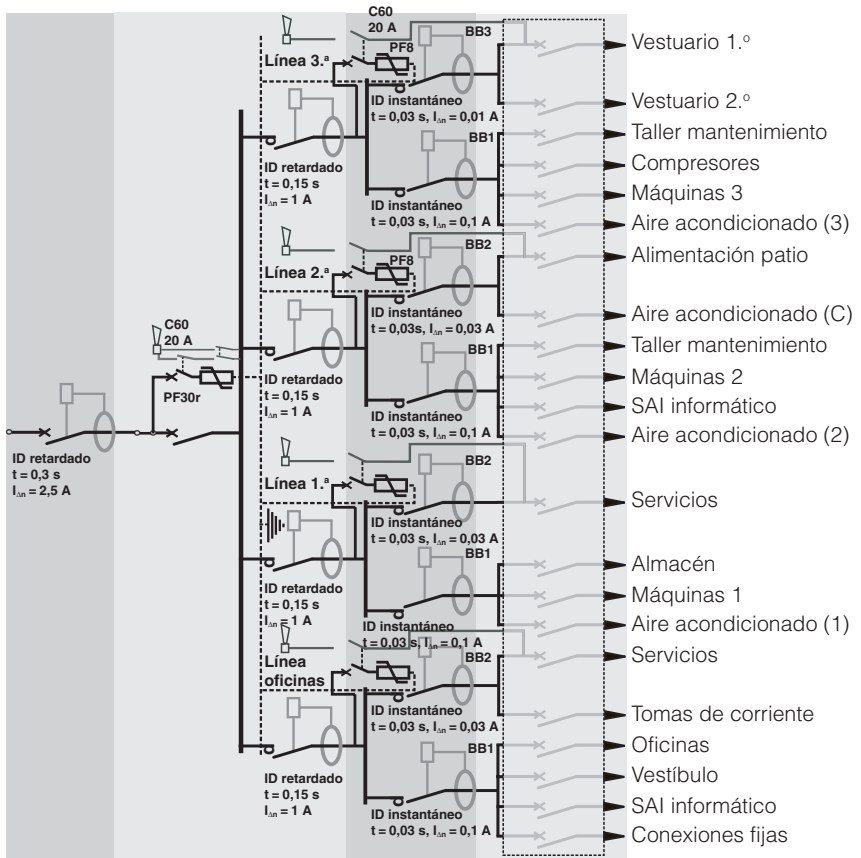 C60
20 A
BB3
Vestuario 1.º
Línea 3.ª
PF8
ID instantáneo
t = 0,03 s, IΔn = 0,01 A
Vestuario 2.º
BB1
Taller mantenimiento
ID retardado
t = 0,15 s
IΔn = 1 A
Compresores
Máquinas 3
ID instantáneo
t = 0,03 s, IΔn = 0,1 A
Aire acondicionado (3)
BB2
Alimentación patio
Línea 2.ª
PF8
ID instantáneo
t = 0,03s, IΔn = 0,03 A
Aire acondicionado (C)
C60
20 A
PF30r
BB1
Taller mantenimiento
ID retardado
t = 0,15 s
IΔn = 1 A
Máquinas 2
SAI informático
ID instantáneo
t = 0,03 s, IΔn = 0,1 A
Aire acondicionado (2)
ID retardado
t = 0,3 s
IΔn = 2,5 A
BB2
Línea 1.ª
Servicios
ID instantáneo
t = 0,03 s, IΔn = 0,03 A
BB1
Almacén
ID retardado
t = 0,15 s
IΔn = 1 A
Máquinas 1
ID instantáneo
t = 0,03 s, IΔn = 0,1 A
Aire acondicionado (1)
BB2
Servicios
Línea
oficinas
ID instantáneo
t = 0,03 s, IΔn = 0,03 A
Tomas de corriente
BB1
Oficinas
ID retardado
t = 0,15 s
IΔn = 1 A
Vestíbulo
SAI informático
ID instantáneo
t = 0,03 s, IΔn = 0,1 A
Conexiones fijas